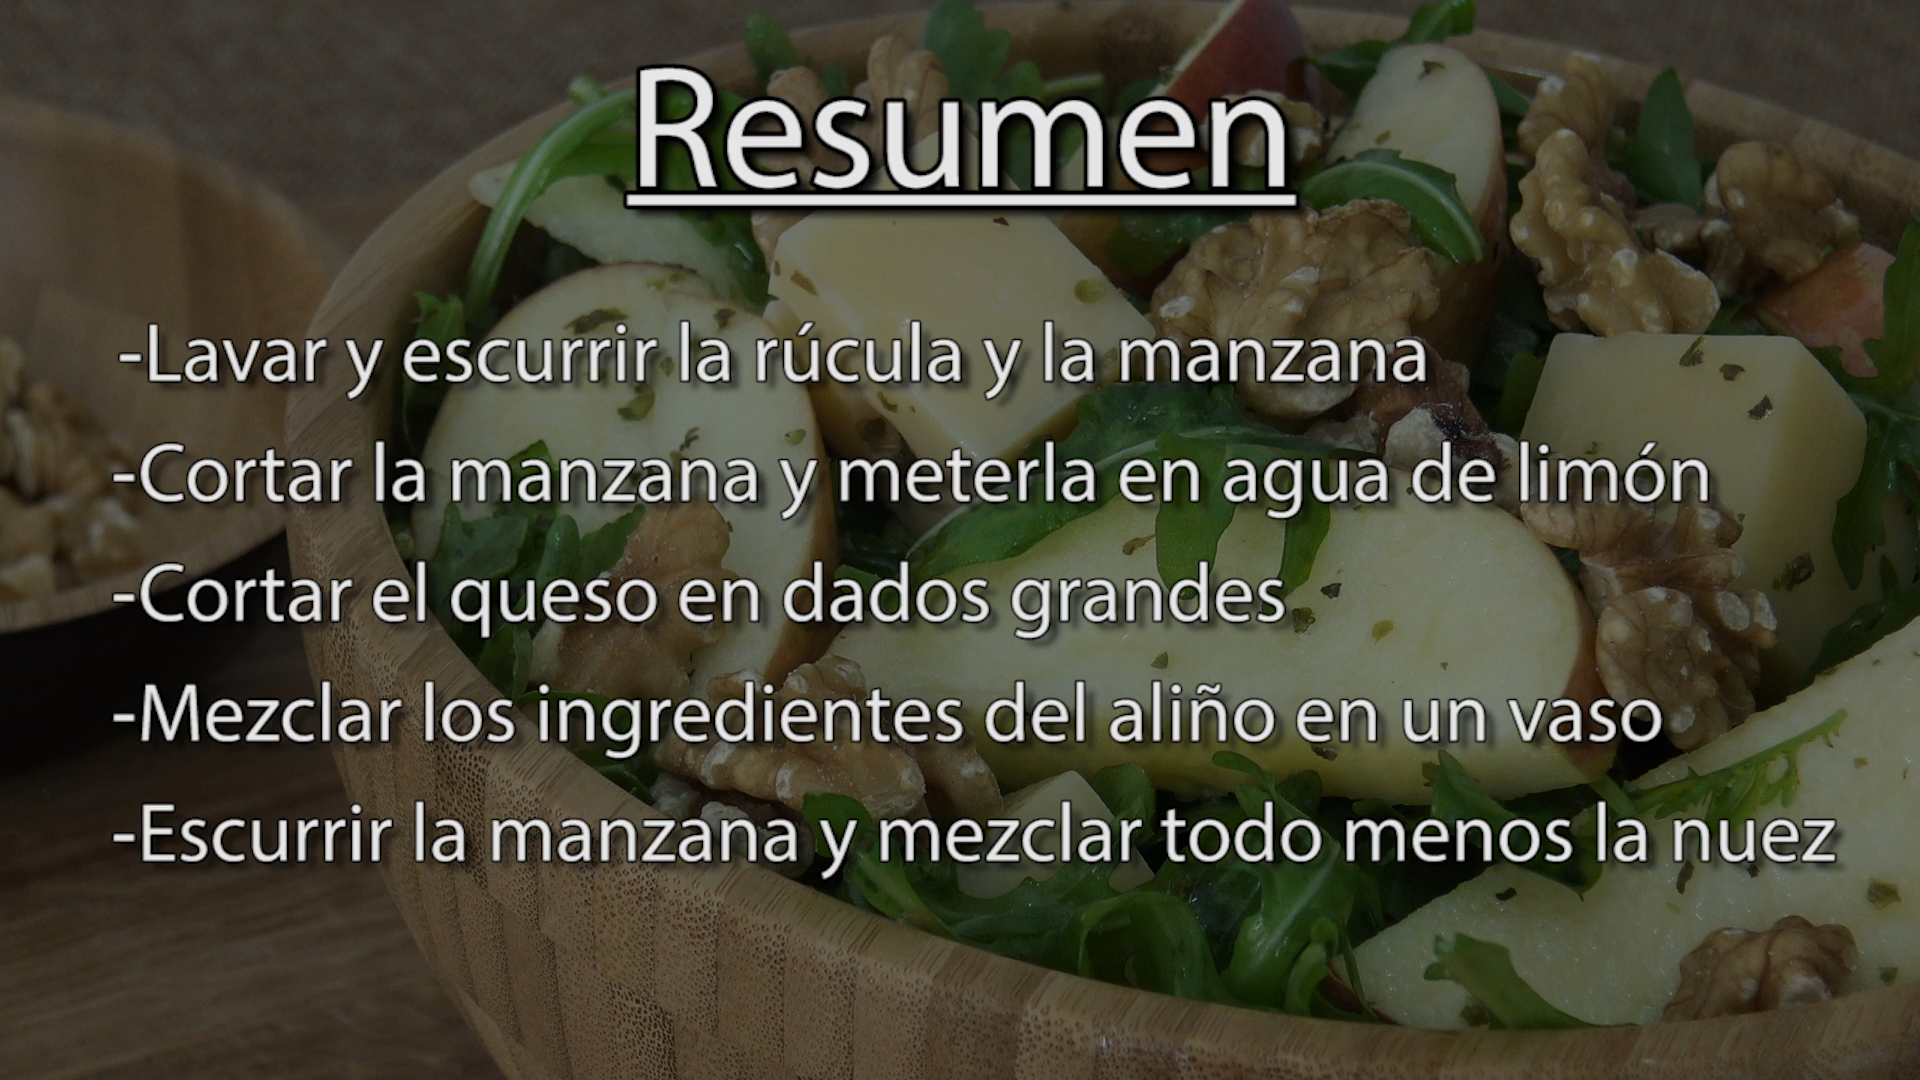 Resumen
-Lavar y escurrir la rúcula y la manzana
-Cortar la manzana y meterla en agua de limón
-Cortar el queso en dados grandes
-Mezclar los ingredientes del aliño en un vaso
-Escurrir la manzana y mezclar todo menos la nuez